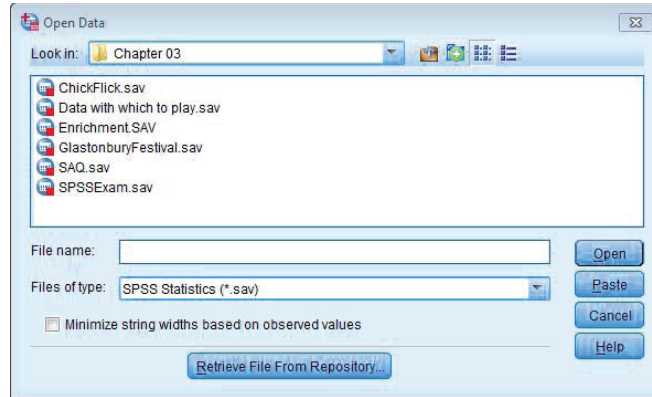 Open Data
Look in: Chapter 03
ChickFlick.sav
Data with which to play.sav
Enrichment.SAV
GlastonburyFestival.sav
SAQ.sav
SPSSExam.sav
File name:
Open
Files of type: SPSS Statistics (*.sav)
Paste
Minimize string widths based on observed values
Cancel
Help
Retrieve File From Repository...